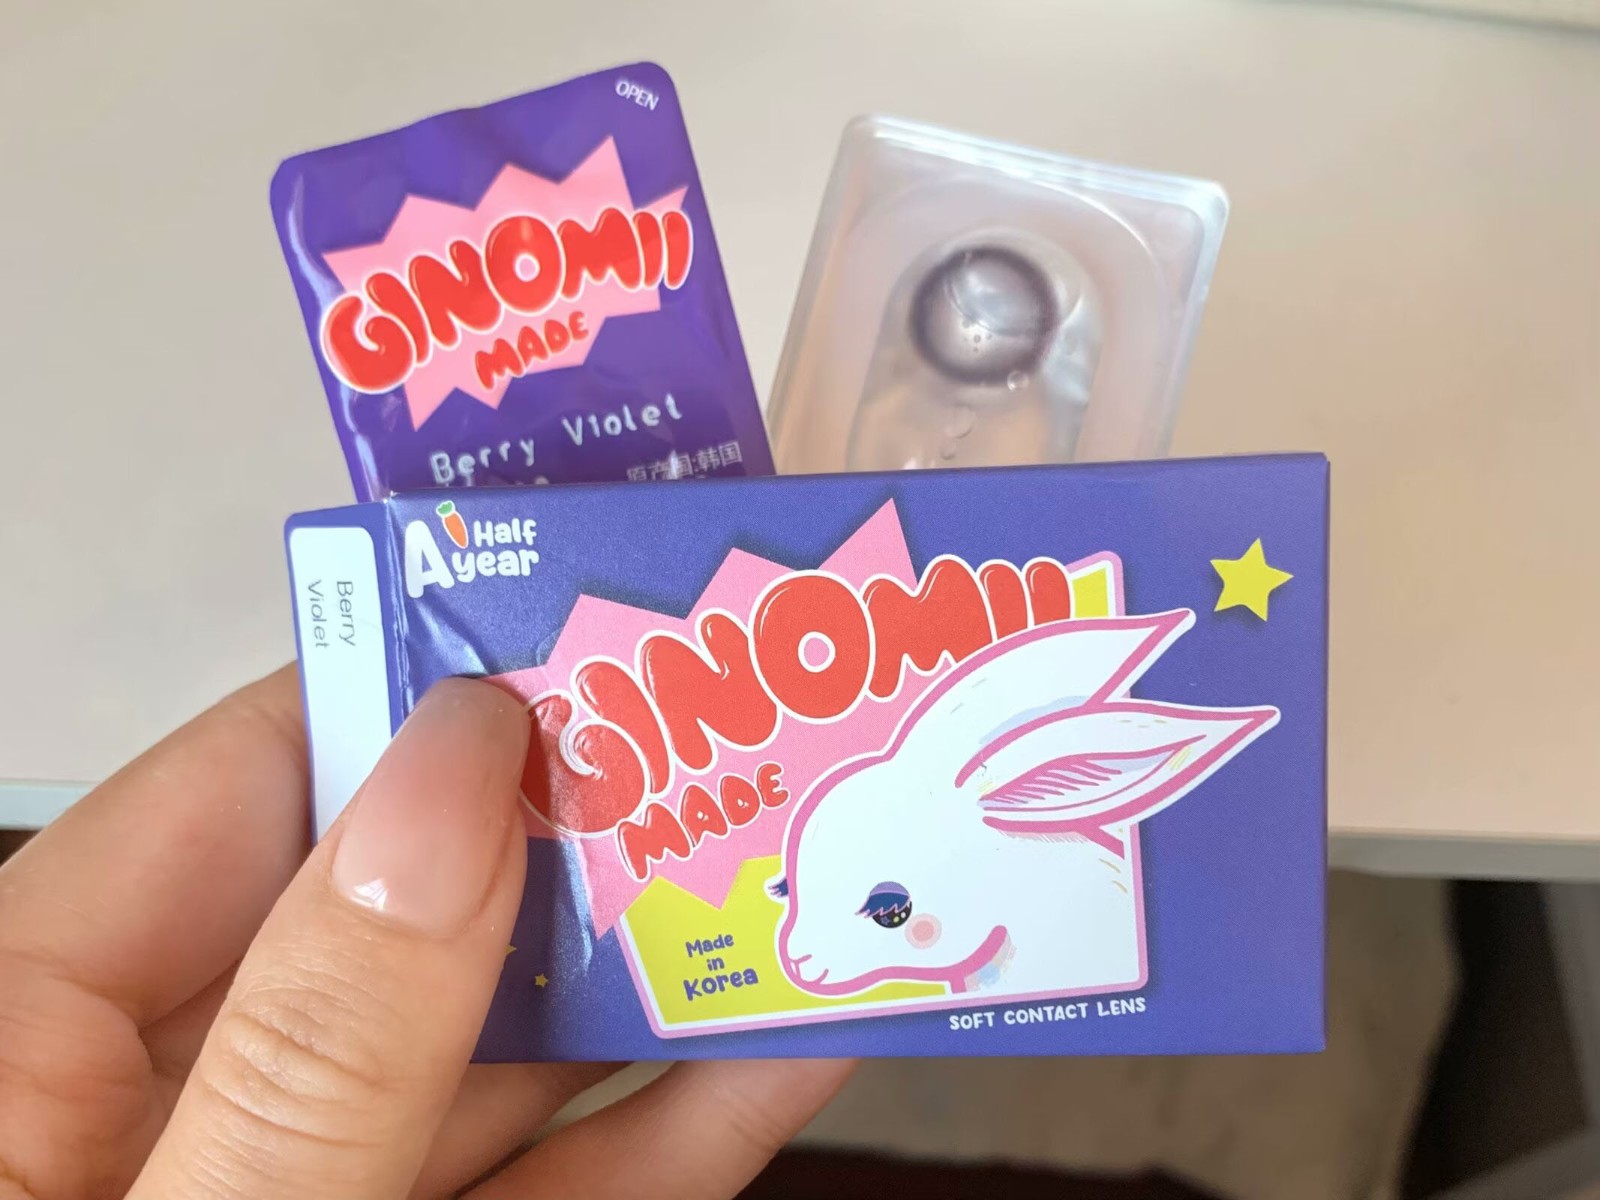 OPEN
GINOMII
MADE
Berry Violet
原产国:韩国
A Half
year
Berry
Violet
GINOMII
MADE
Made
in
Korea
SOFT CONTACT LENS